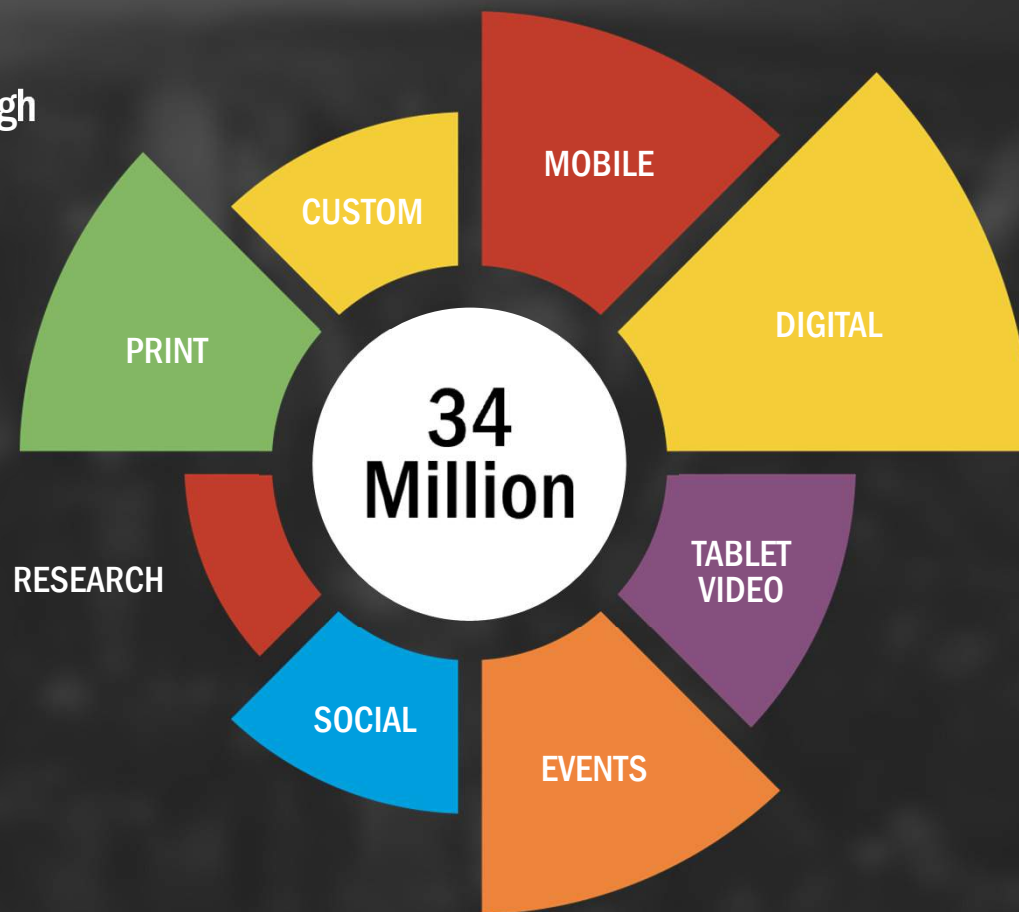 gh
MOBILE
CUSTOM
DIGITAL
PRINT
34
Million
TABLET
VIDEO
RESEARCH
SOCIAL
EVENTS